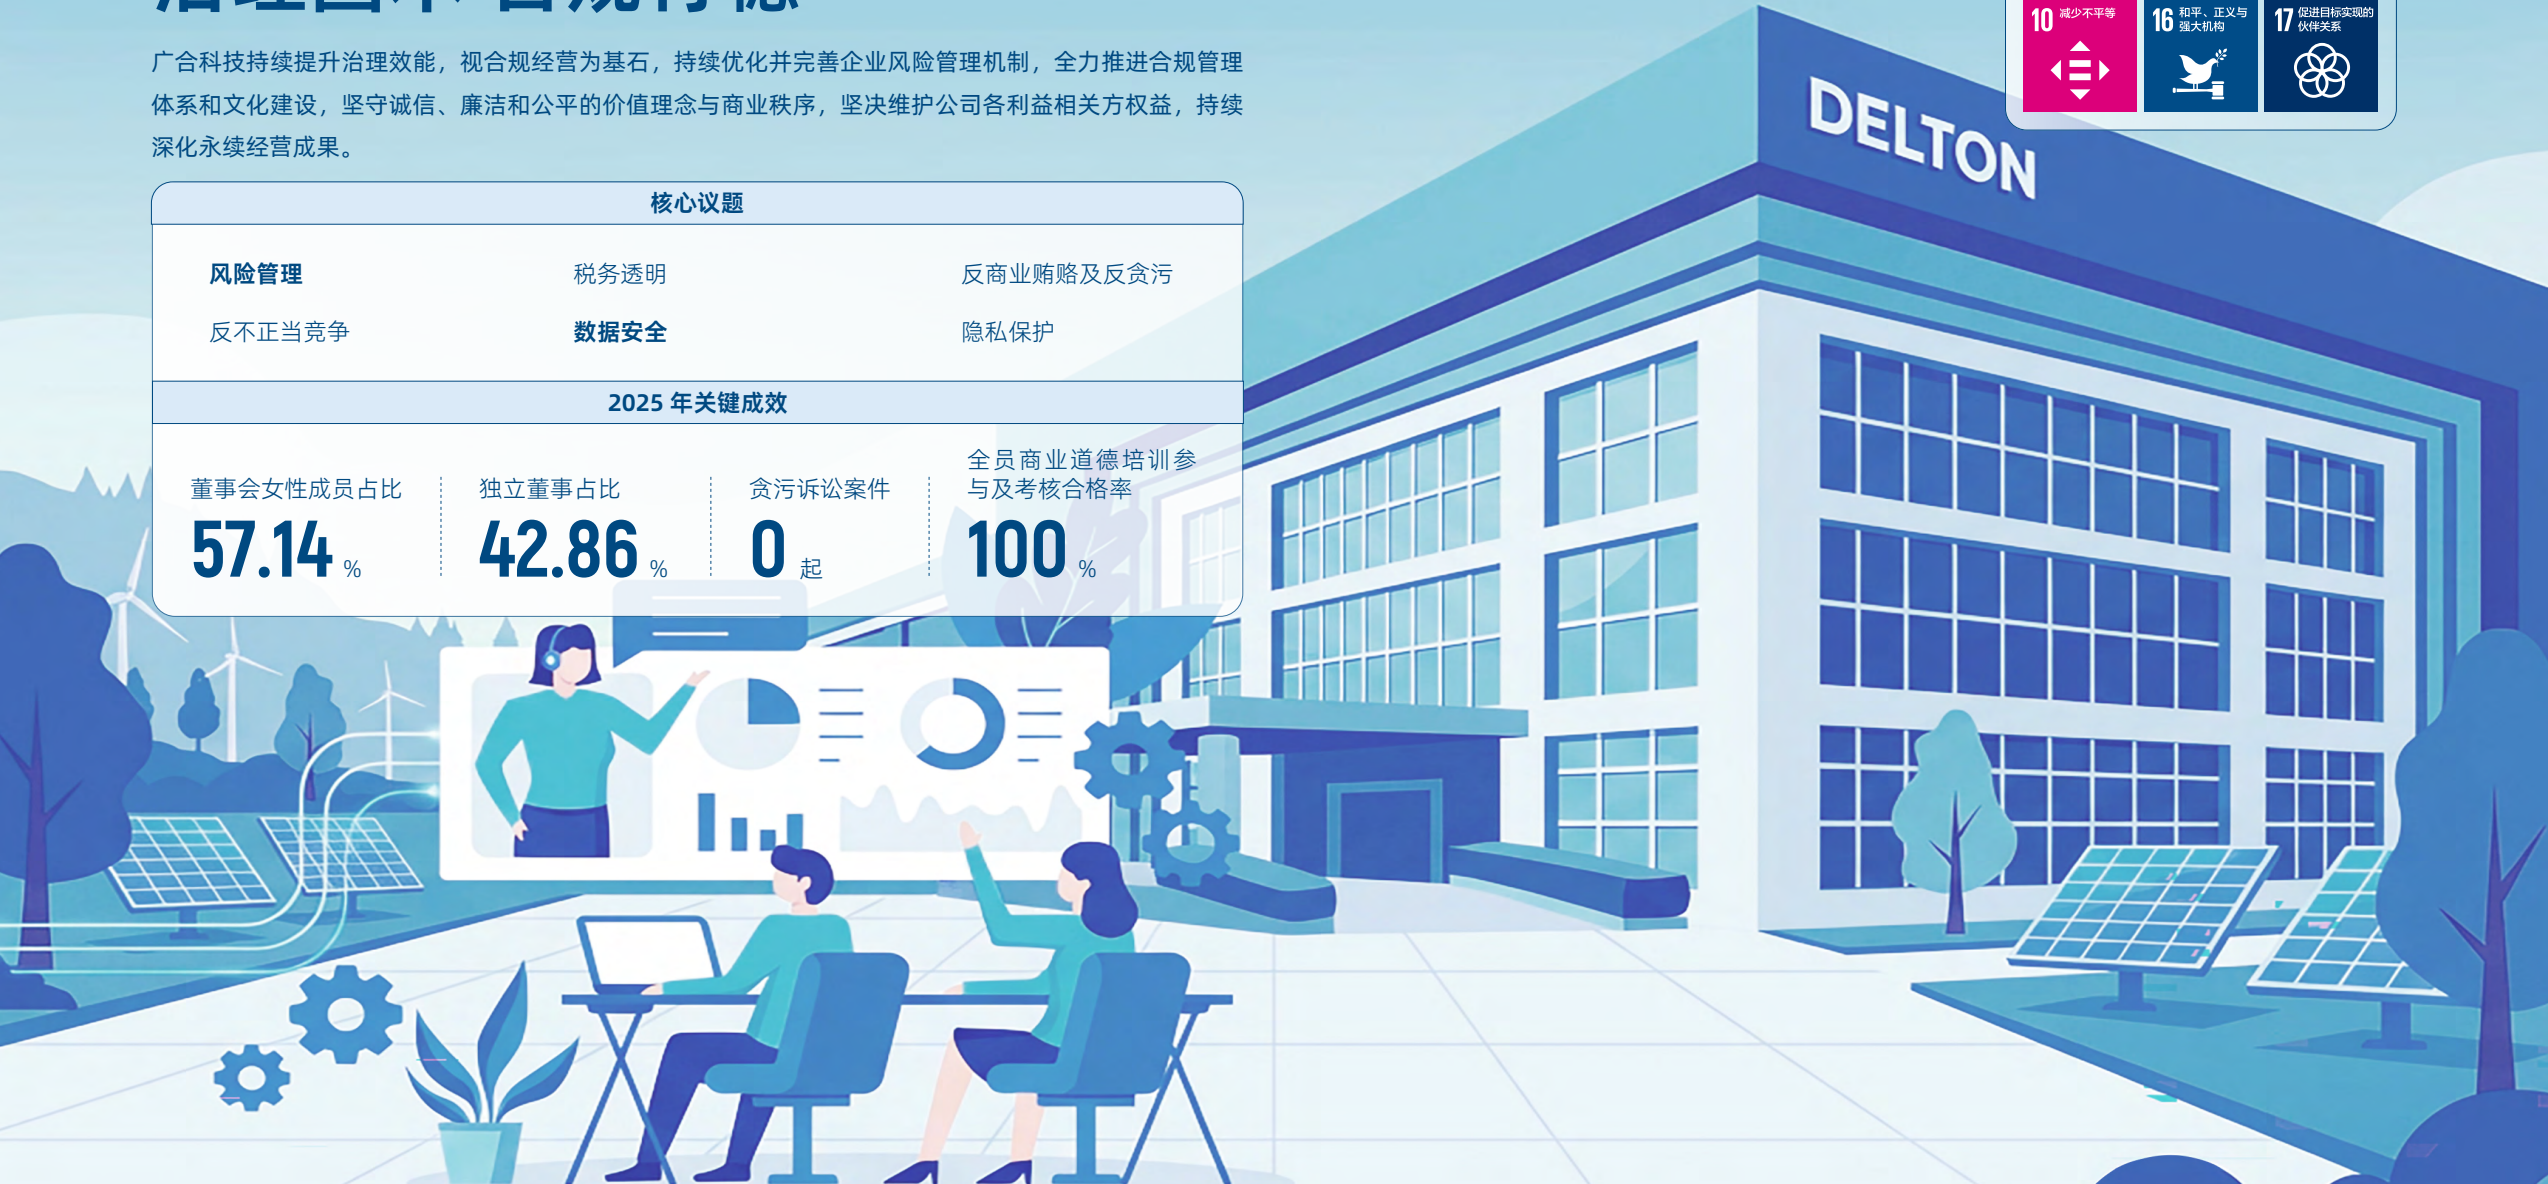 广合科技持续提升治理效能，视合规经营为基石，持续优化并完善企业风险管理机制，全力推进合规管理
体系和文化建设，坚守诚信、廉洁和公平的价值理念与商业秩序，坚决维护公司各利益相关方权益，持续
深化永续经营成果。
核心议题
风险管理 税务透明 反商业贿赂及反贪污
反不正当竞争 数据安全 隐私保护
2025 年关键成效
董事会女性成员占比
57.14 %
独立董事占比
42.86 %
贪污诉讼案件
0 起
全员商业道德培训参
与及考核合格率
100 %
10 减少不平等
16 和平、正义与
强大机构
17 促进目标实现的
伙伴关系
DELTON